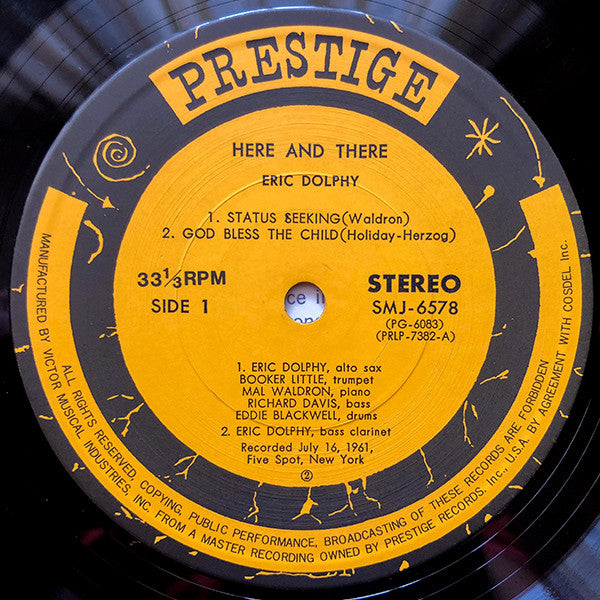 PRESTIGE
HERE AND THERE
ERIC DOLPHY
1. STATUS SEEKING (Waldron)
2. GOD BLESS THE CHILD (Holiday-Herzog)
33⅓ RPM
SIDE 1
STEREO
SMJ-6578
(PG-6083)
(PRLP-7382-A)
ce i
1. ERIC DOLPHY, alto sax
BOOKER LITTLE, trumpet
MAL WALDRON, piano
RICHARD DAVIS, bass
EDDIE BLACKWELL, drums
2. ERIC DOLPHY, bass clarinet
Recorded July 16, 1961,
Five Spot, New York
②
ALL RIGHTS RESERVED, COPYING, PUBLIC PERFORMANCE, BROADCASTING OF THESE RECORDS ARE FORBIDDEN
MANUFACTURED BY VICTOR MUSICAL INDUSTRIES, INC. FROM A MASTER RECORDING OWNED BY PRESTIGE RECORDS, Inc., U.S.A. BY AGREEMENT WITH COSDEL Inc.